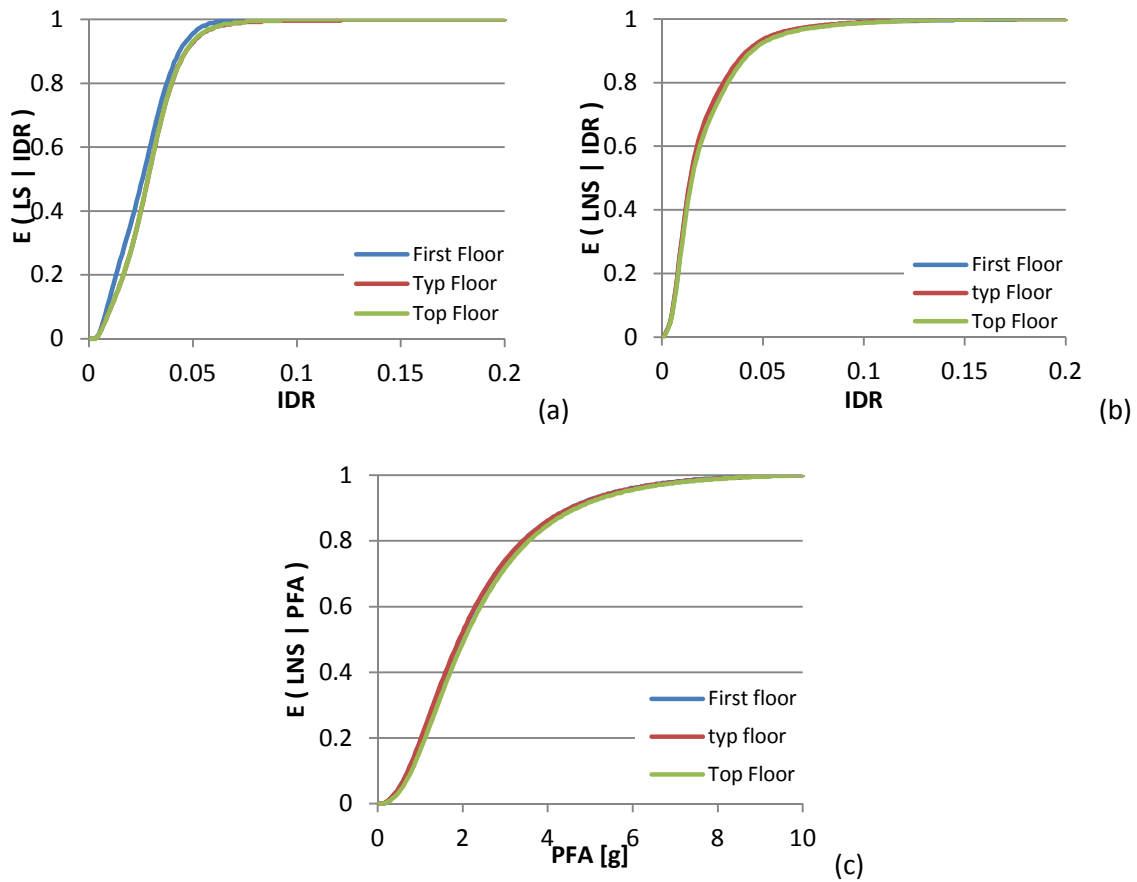 1
0.8
0.6
0.4
0.2
0
E ( LS | IDR )
First Floor
Typ Floor
Top Floor
0 0.05 0.1 0.15 0.2
IDR
(a)
1
0.8
0.6
0.4
0.2
0
E ( LNS | IDR )
First Floor
typ Floor
Top Floor
0 0.05 0.1 0.15 0.2
IDR
(b)
1
0.8
0.6
0.4
0.2
0
E ( LNS | PFA )
First floor
typ floor
Top Floor
0 2 4 6 8 10
PFA [g]
(c)